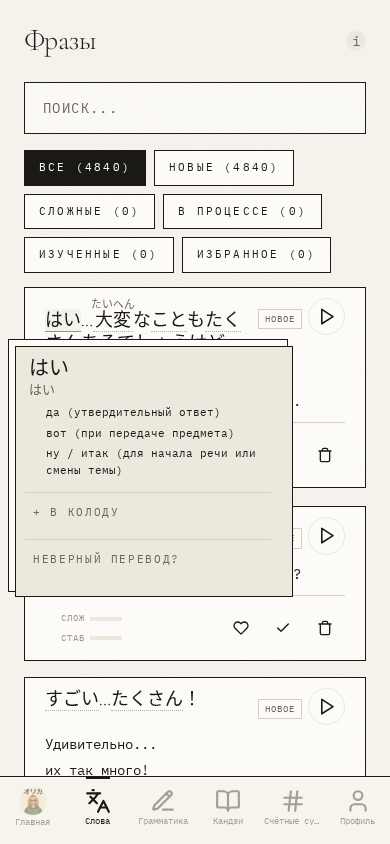 Фразы
i
ПОИСК...
ВСЕ (4840)
НОВЫЕ (4840)
СЛОЖНЫЕ (0)
В ПРОЦЕССЕ (0)
ИЗУЧЕННЫЕ (0)
ИЗБРАННОЕ (0)
たいへん
はい…大変なこともたく
НОВОЕ
はい
はい
да (утвердительный ответ)
вот (при передаче предмета)
ну / итак (для начала речи или
смены темы)
+ В КОЛОДУ
НЕВЕРНЫЙ ПЕРЕВОД?
СЛОЖ
СТАБ
すごい…たくさん！
НОВОЕ
Удивительно...
их так много!
オリカ
Главная
Слова
Грамматика
Кандзи
Счётные су…
Профиль